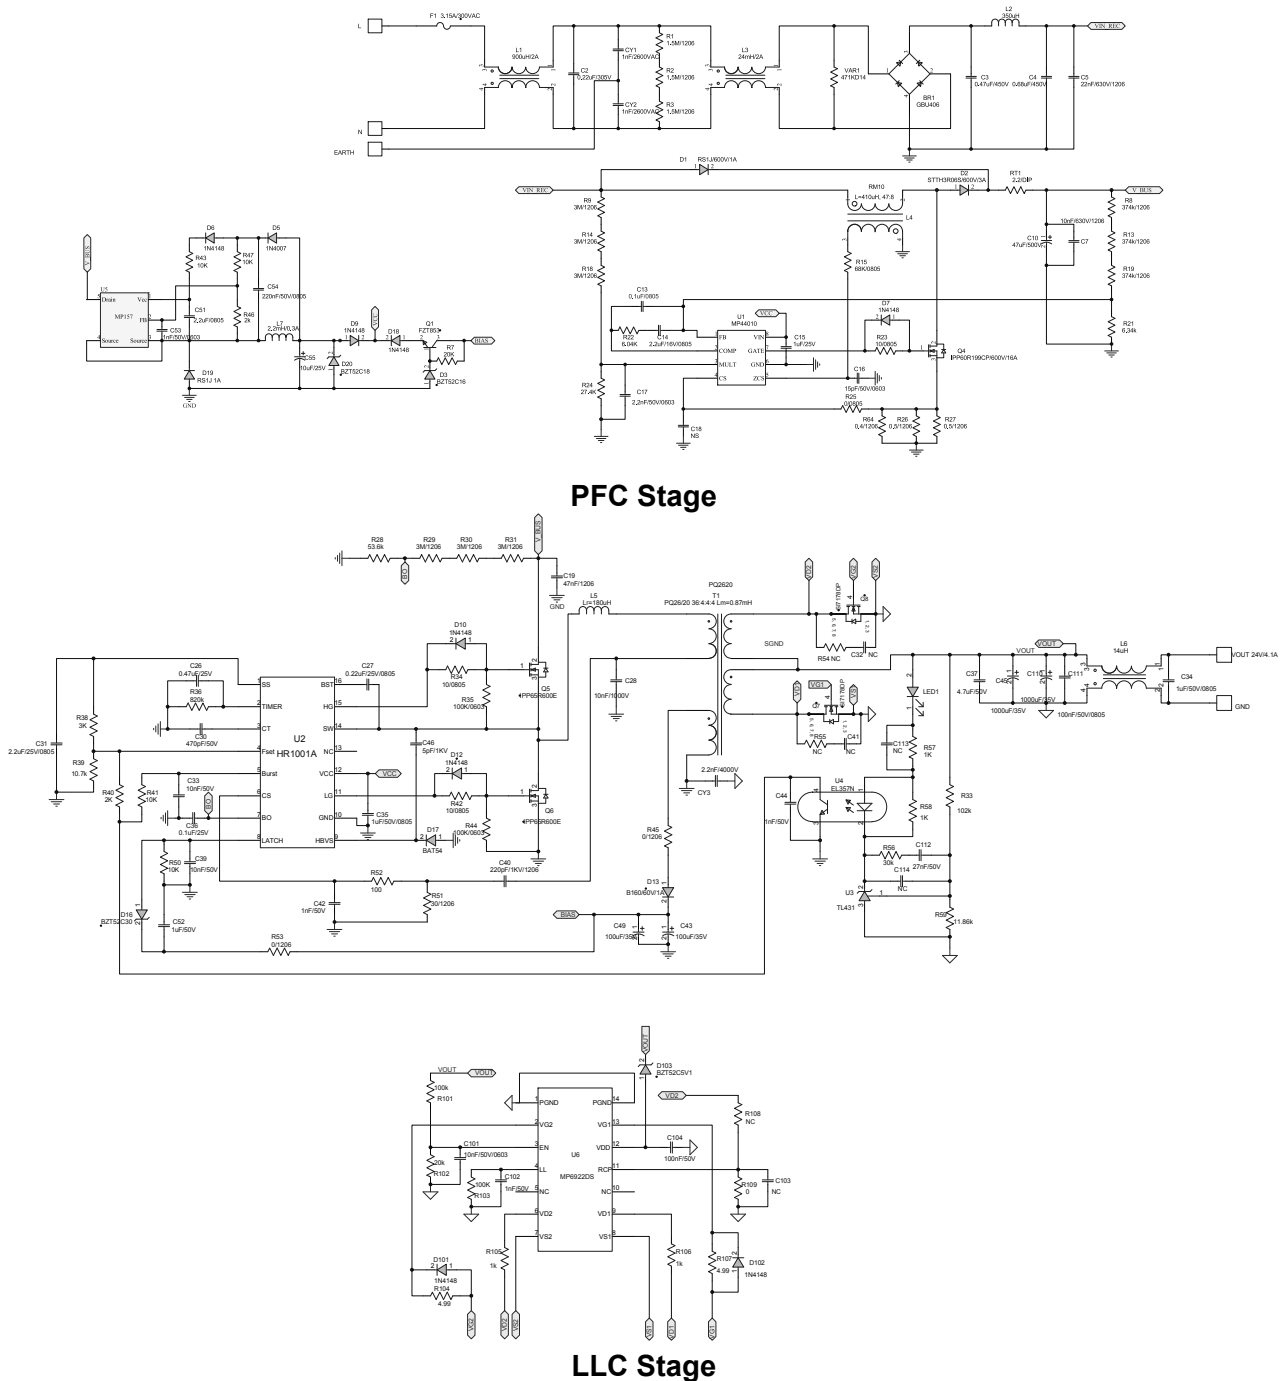 F1 3.15A/300VAC
L
L1
900uH/2A
C2
0.22uF/305V
CY1
1nF/2600VAC
CY2
1nF/2600VAC
R1
1.5M/1206
R2
1.5M/1206
R3
1.5M/1206
L3
24mH/2A
VAR1
471KD14
BR1
GBU406
L2
350uH
VIN_REC
C3
0.47uF/450V
C4
0.68uF/450V
C5
22nF/630V/1206
N
EARTH
D1 RS1J/600V/1A
VIN_REC
R9
3M/1206
R14
3M/1206
R18
3M/1206
RM10
L=410uH, 47:8
L4
D2
STTH3R06S/600V/3A
RT1
2.2/DIP
V_BUS
R8
374k/1206
R13
374k/1206
R19
374k/1206
R21
6.34k
10nF/630V/1206
C10
47uF/500V
C7
R15
68K/0805
C13
0.1uF/0805
R22
6.04K
C14
2.2uF/16V/0805
U1
MP44010
FB
COMP
MULT
CS
VIN
GATE
GND
ZCS
VCC
C15
1uF/25V
D7
1N4148
R23
10/0805
Q4
IPP60R199CP/600V/16A
C16
15pF/50V/0603
R24
27.4K
C17
2.2nF/50V/0603
C18
NS
R25
0/0805
R64
0.4/1206
R26
0.5/1206
R27
0.5/1206
V_BUS
U5
MP157
Drain
Source
Vcc
FB
Source
D6
1N4148
D5
1N4007
R43
10K
R47
10K
C54
220nF/50V/0805
C51
2.2uF/0805
R46
2k
C53
1nF/50V/0603
L7
2.2mH/0.3A
D19
RS1J 1A
GND
C55
10uF/25V
D9
1N4148
VCC
D18
1N4148
D20
BZT52C18
Q1
FZT853
BIAS
R7
20K
D3
BZT52C16
PFC Stage
R28
53.6k
R29
3M/1206
R30
3M/1206
R31
3M/1206
BO
V_BUS
C19
47nF/1206
GND
L5
Lr=180uH
PQ2620
T1
PQ26/20 36:4:4:4 Lm=0.87mH
SGND
VD2
VG2
VS2
Q8
R54 NC
C32
NC
VG1
R55
NC
C41
NC
C26
0.47uF/25V
R36
820k
C30
470pF/50V
C27
0.22uF/25V/0805
U2
HR1001A
SS
TIMER
CT
Fset
Burst
CS
BO
LATCH
BST
HG
SW
NC
VCC
LG
GND
HBVS
D10
1N4148
R34
10/0805
R35
100K/0603
Q5
IPP65R600E
C46
5pF/1KV
D12
1N4148
R42
10/0805
R44
100K/0603
Q6
IPP65R600E
VCC
C35
1uF/50V/0805
D17
BAT54
C31
2.2uF/25V/0805
R38
3K
R39
10.7k
R40
2K
R41
10K
C33
10nF/50V
BO
C36
0.1uF/25V
R50
10K
C39
10nF/50V
D16
BZT52C30
C52
1uF/50V
R53
0/1206
C42
1nF/50V
R52
100
R51
30/1206
C40
220pF/1KV/1206
C28
10nF/1000V
R45
0/1206
D13
B160/60V/1A
BIAS
C49
100uF/35V
C43
100uF/35V
2.2nF/4000V
CY3
C44
1nF/50V
U4
EL357N
LED1
C113
NC
R57
1K
R58
1K
R33
102k
R56
30k
C112
27nF/50V
C114
NC
U3
TL431
R59
11.86k
C37
4.7uF/50V
C45
1000uF/35V
C110
1000uF/35V
C111
100nF/50V/0805
VOUT
VOUT
L6
14uH
C34
1uF/50V/0805
VOUT 24V/4.1A
GND
VOUT
VOUT
100k
R101
20k
R102
C101
10nF/50V/0603
100K
R103
C102
1nF/50V
VOUT
D103
BZT52C5V1
U6
MP6922DS
PGND
VG2
EN
LL
NC
VD2
VS2
PGND
VG1
VDD
RCP
NC
VD1
VS1
C104
100nF/50V
VD2
R108
NC
R109
0
C103
NC
R105
1k
R106
1k
R107
4.99
D102
1N4148
D101
1N4148
R104
4.99
VG2
VD2
VS2
VS1
VD1
VG1
LLC Stage